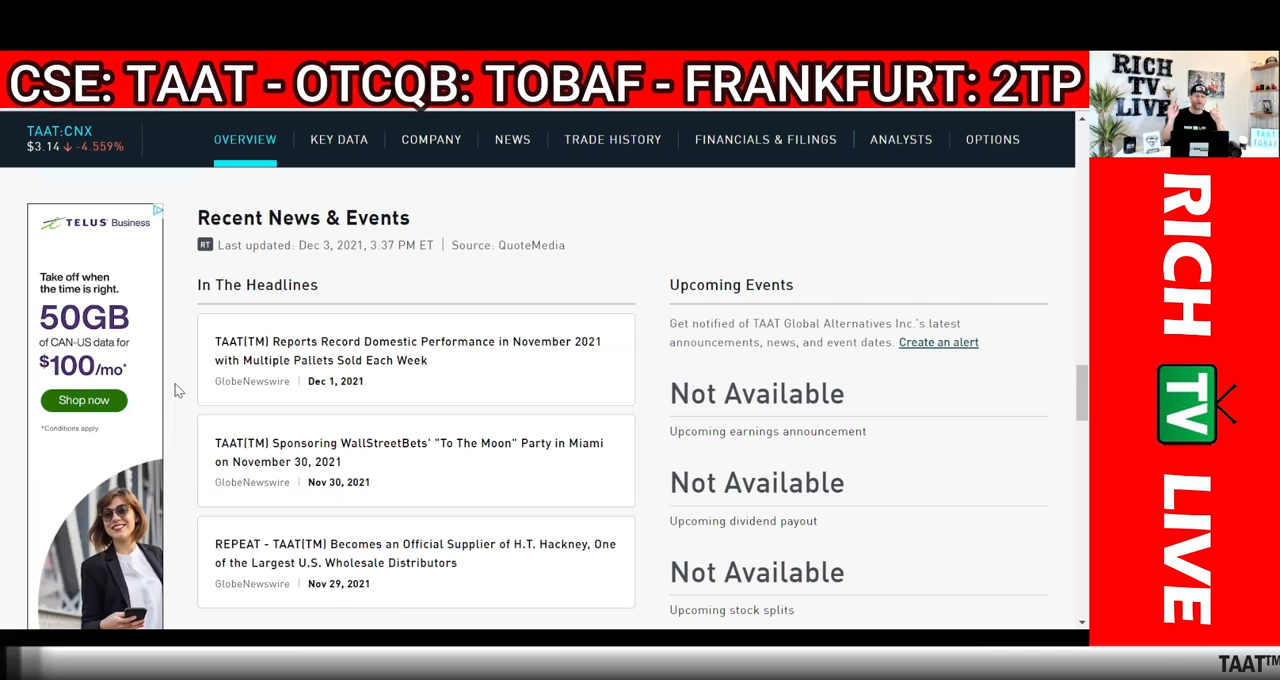 CSE: TAAT - OTCQB: TOBAF - FRANKFURT: 2TP
RICH
TV
LIVE
TAAT
TOBAF
TAAT:CNX
$3.14 ↓ -4.559%
OVERVIEW
KEY DATA
COMPANY
NEWS
TRADE HISTORY
FINANCIALS & FILINGS
ANALYSTS
OPTIONS
TELUS Business
Take off when
the time is right.
50GB
of CAN-US data for
$100/mo*
Shop now
*Conditions apply.
Recent News & Events
RT Last updated: Dec 3, 2021, 3:37 PM ET | Source: QuoteMedia
In The Headlines
TAAT(TM) Reports Record Domestic Performance in November 2021
with Multiple Pallets Sold Each Week
GlobeNewswire | Dec 1, 2021
TAAT(TM) Sponsoring WallStreetBets' "To The Moon" Party in Miami
on November 30, 2021
GlobeNewswire | Nov 30, 2021
REPEAT - TAAT(TM) Becomes an Official Supplier of H.T. Hackney, One
of the Largest U.S. Wholesale Distributors
GlobeNewswire | Nov 29, 2021
Upcoming Events
Get notified of TAAT Global Alternatives Inc.'s latest
announcements, news, and event dates. Create an alert
Not Available
Upcoming earnings announcement
Not Available
Upcoming dividend payout
Not Available
Upcoming stock splits
RICH TV LIVE
TAAT™